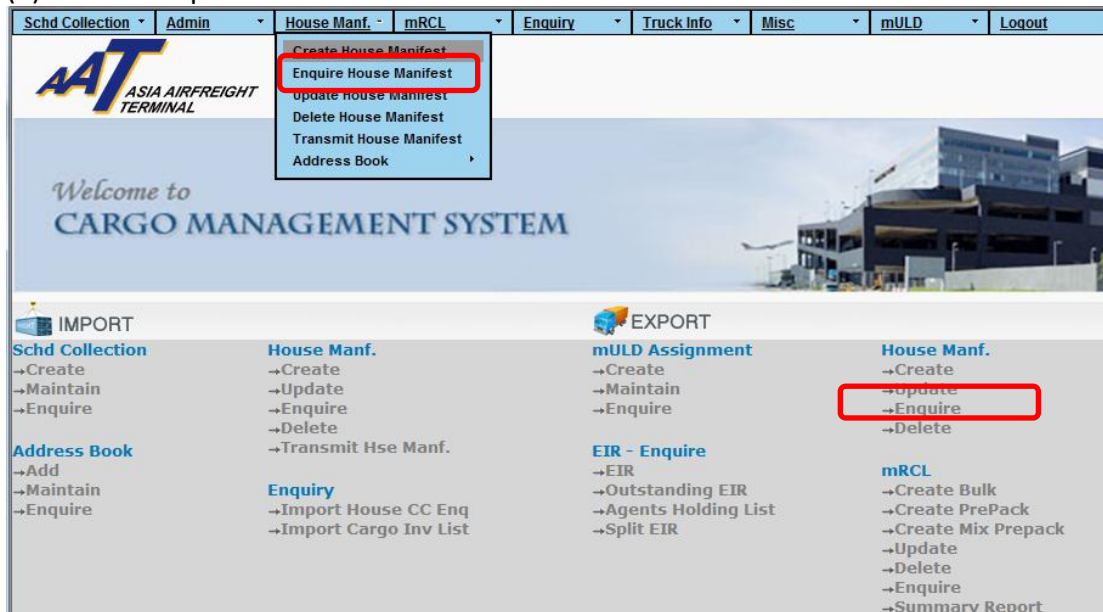 Schd Collection Admin House Manf. mRCL Enquiry Truck Info Misc mULD Logout
Create House Manifest
Enquire House Manifest
Update House Manifest
Delete House Manifest
Transmit House Manifest
Address Book
AAT ASIA AIRFREIGHT
TERMINAL
Welcome to
CARGO MANAGEMENT SYSTEM
IMPORT
Schd Collection
→Create
→Maintain
→Enquire
Address Book
→Add
→Maintain
→Enquire
House Manf.
→Create
→Update
→Enquire
→Delete
→Transmit Hse Manf.
Enquiry
→Import House CC Enq
→Import Cargo Inv List
EXPORT
mULD Assignment
→Create
→Maintain
→Enquire
EIR - Enquire
→EIR
→Outstanding EIR
→Agents Holding List
→Split EIR
House Manf.
→Create
→Update
→Enquire
→Delete
mRCL
→Create Bulk
→Create PrePack
→Create Mix Prepack
→Update
→Delete
→Enquire
→Summary Report